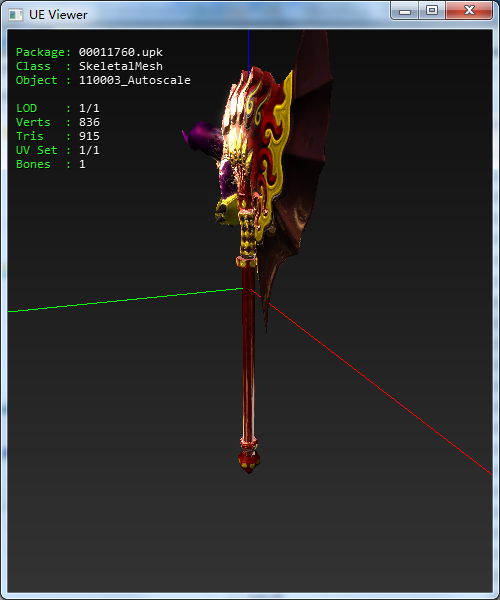 UE Viewer
Package: 00011760.upk
Class  : SkeletalMesh
Object : 110003_Autoscale
LOD    : 1/1
Verts  : 836
Tris   : 915
UV Set : 1/1
Bones  : 1